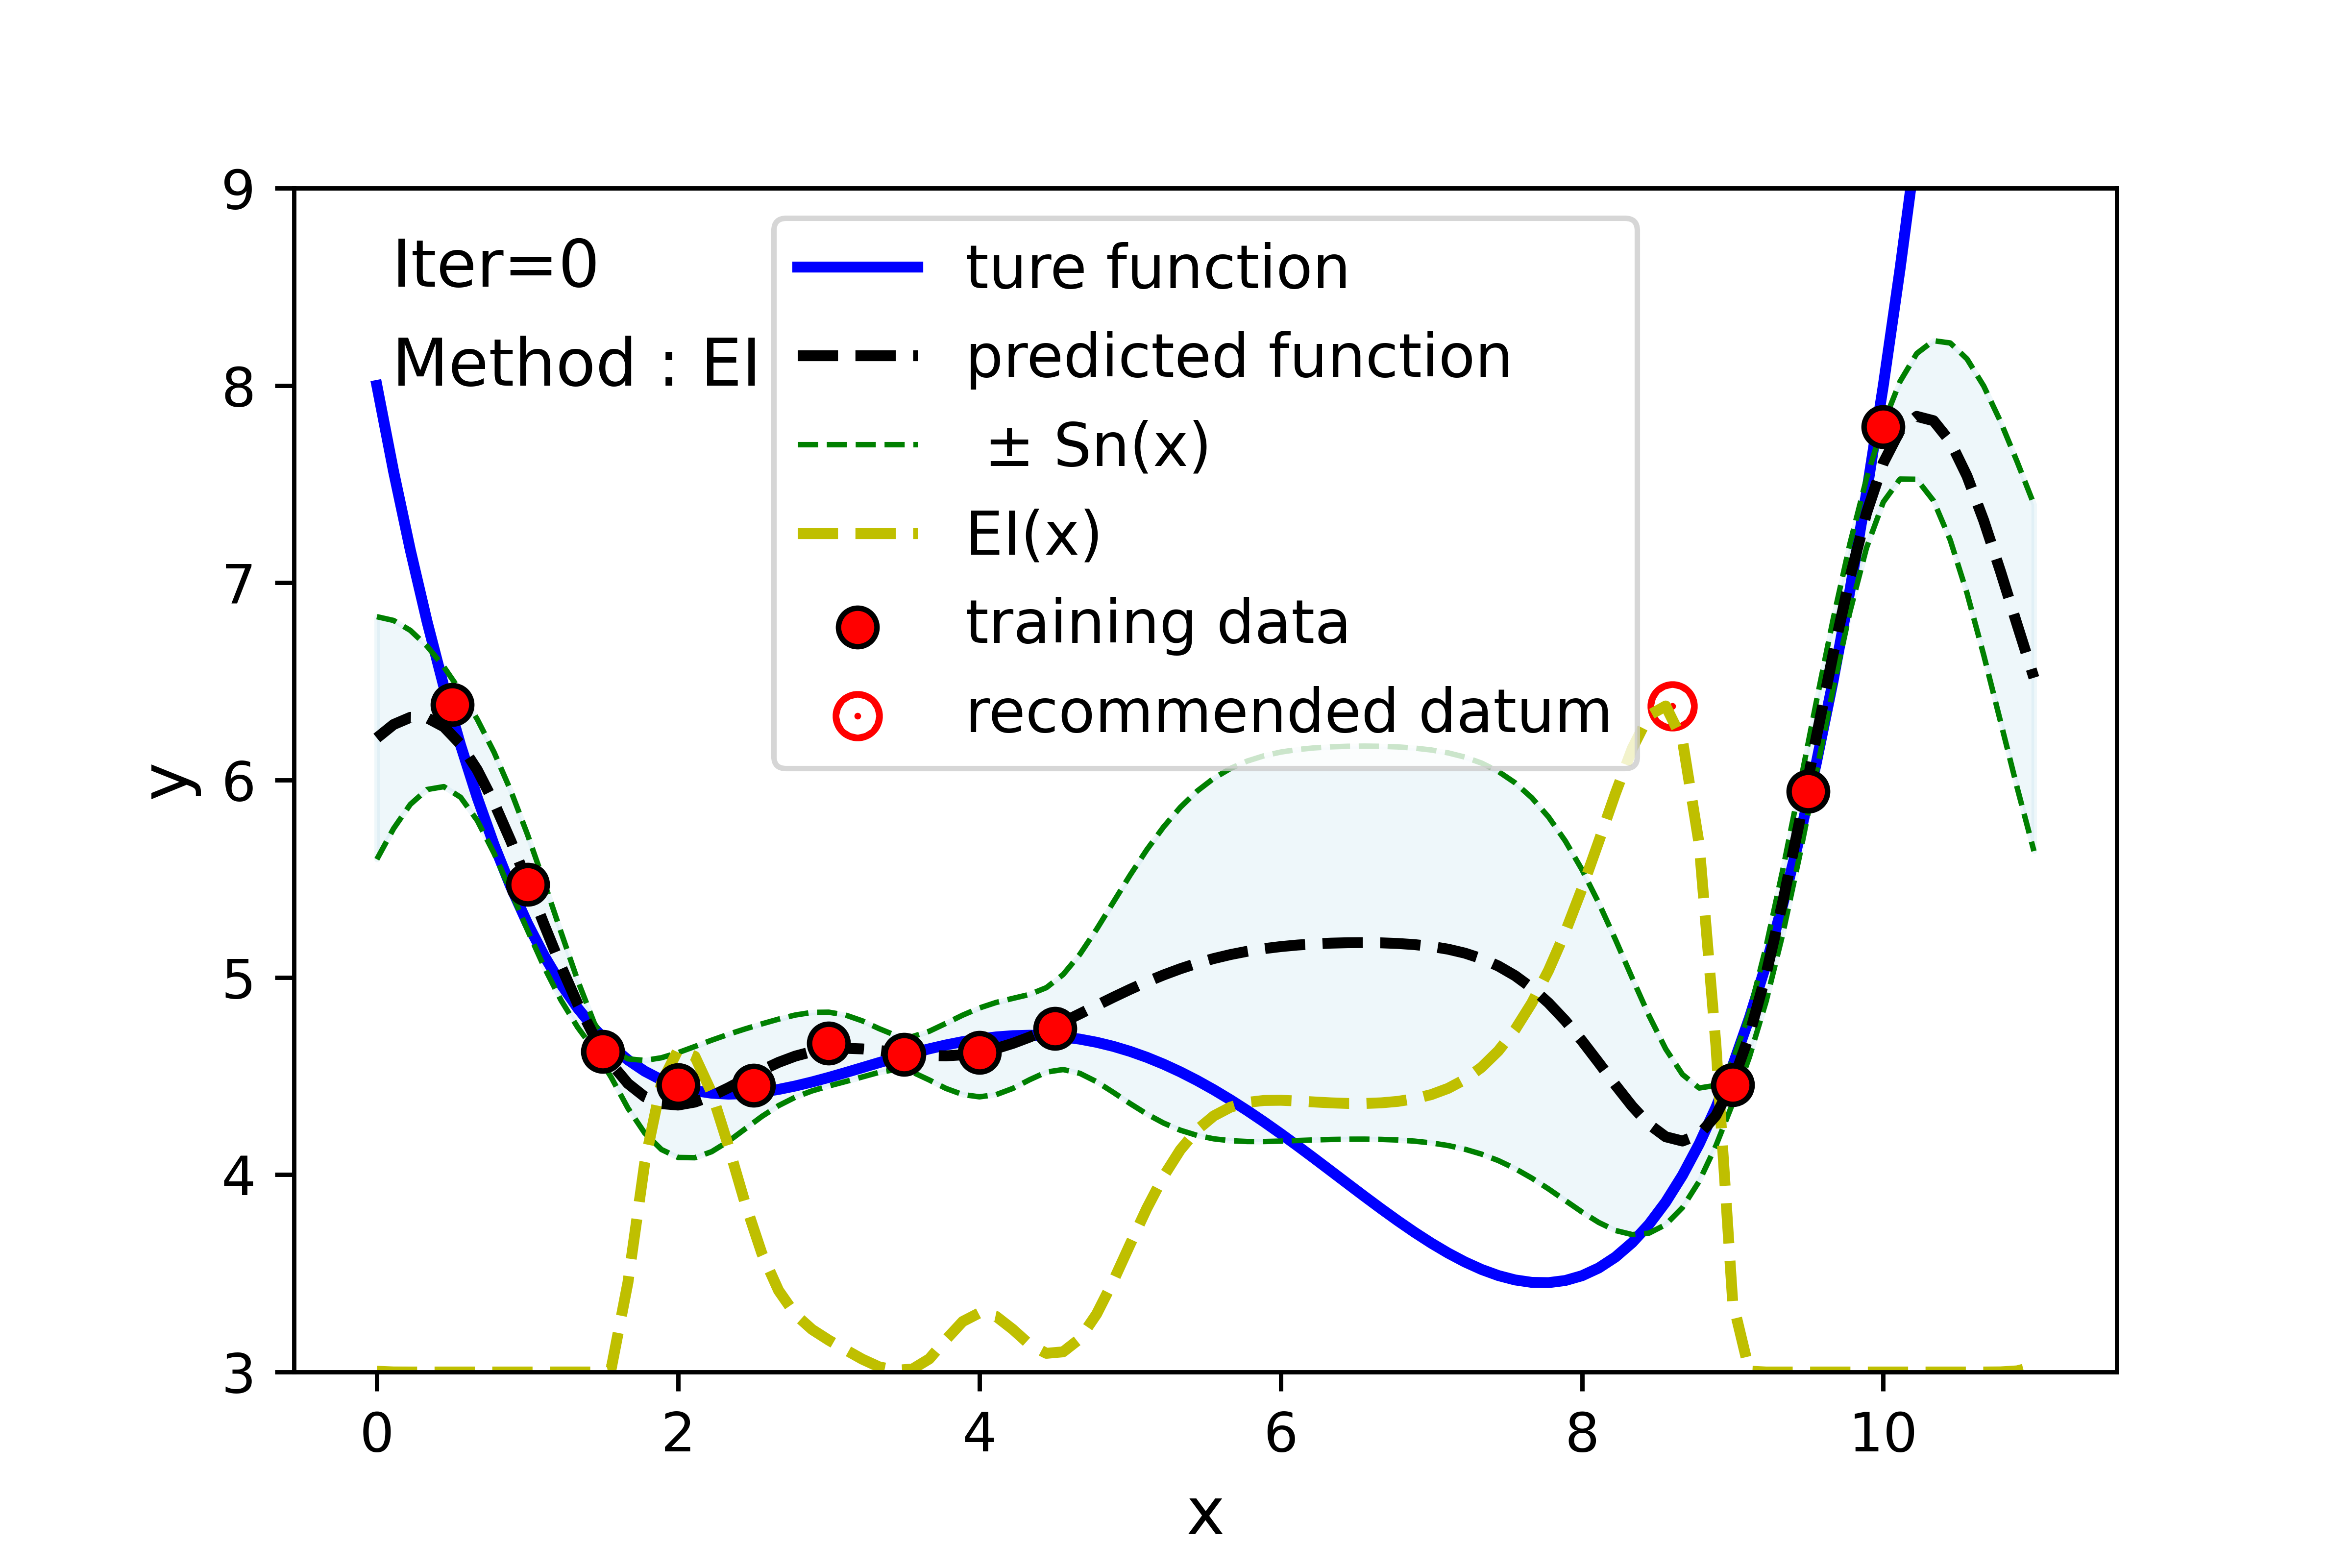 9
8
7
6
5
4
3
y
Iter=0
Method : EI
ture function
predicted function
± Sn(x)
EI(x)
training data
recommended datum
0 2 4 6 8 10
x